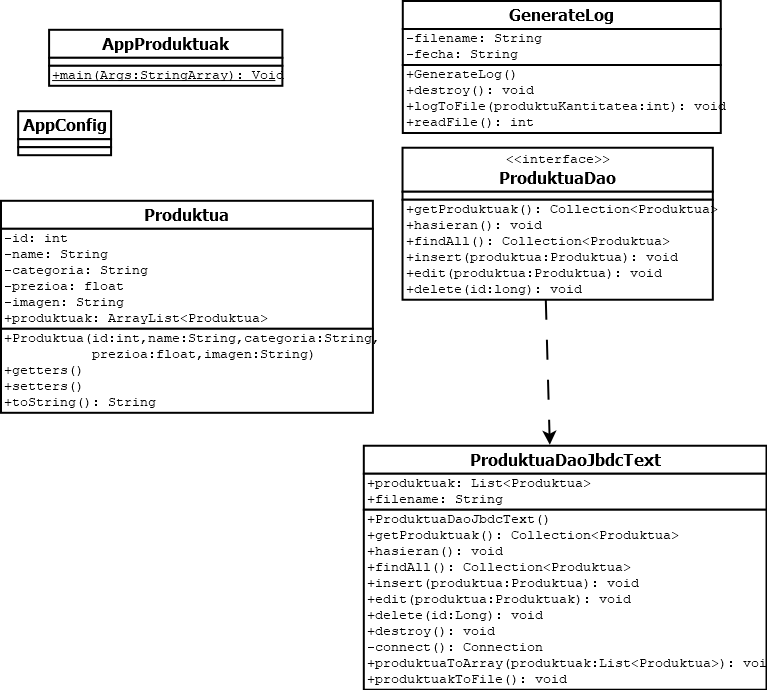 AppProduktuak
+main(Args:StringArray): Void
AppConfig
GenerateLog
-filename: String
-fecha: String
+GenerateLog()
+destroy(): void
+logToFile(produktuKantitatea:int): void
+readFile(): int
<<interface>>
ProduktuaDao
+getProduktuak(): Collection<Produktua>
+hasieran(): void
+findAll(): Collection<Produktua>
+insert(produktua:Produktua): void
+edit(produktua:Produktua): void
+delete(id:long): void
Produktua
-id: int
-name: String
-categoria: String
-prezioa: float
-imagen: String
+produktuak: ArrayList<Produktua>
+Produktua(id:int,name:String,categoria:String,
prezioa:float,imagen:String)
+getters()
+setters()
+toString(): String
ProduktuaDaoJbdcText
+produktuak: List<Produktua>
+filename: String
+ProduktuaDaoJbdcText()
+getProduktuak(): Collection<Produktua>
+hasieran(): void
+findAll(): Collection<Produktua>
+insert(produktua:Produktua): void
+edit(produktua:Produktuak): void
+delete(id:Long): void
+destroy(): void
-connect(): Connection
+produktuaToArray(produktuak:List<Produktua>): voi
+produktuakToFile(): void